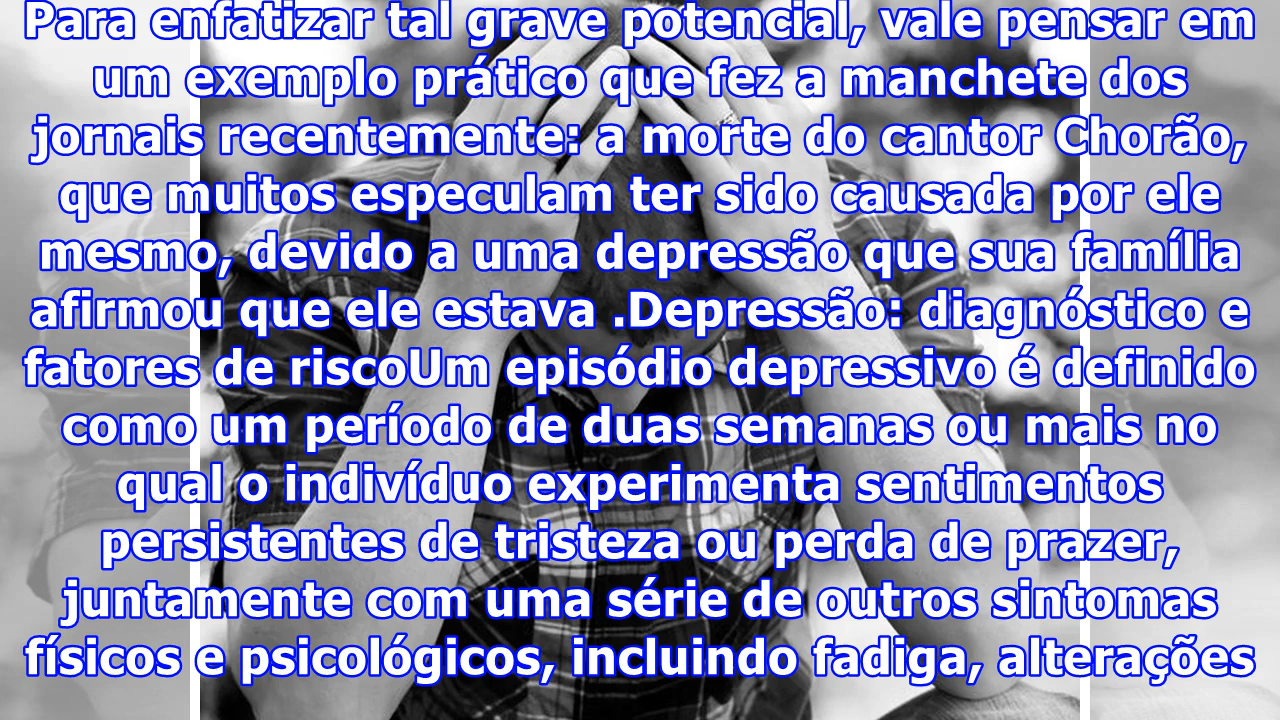 Para enfatizar tal grave potencial, vale pensar em
um exemplo prático que fez a manchete dos
jornais recentemente: a morte do cantor Chorão,
que muitos especulam ter sido causada por ele
mesmo, devido a uma depressão que sua família
afirmou que ele estava .Depressão: diagnóstico e
fatores de riscoUm episódio depressivo é definido
como um período de duas semanas ou mais no
qual o indivíduo experimenta sentimentos
persistentes de tristeza ou perda de prazer,
juntamente com uma série de outros sintomas
físicos e psicológicos, incluindo fadiga, alterações